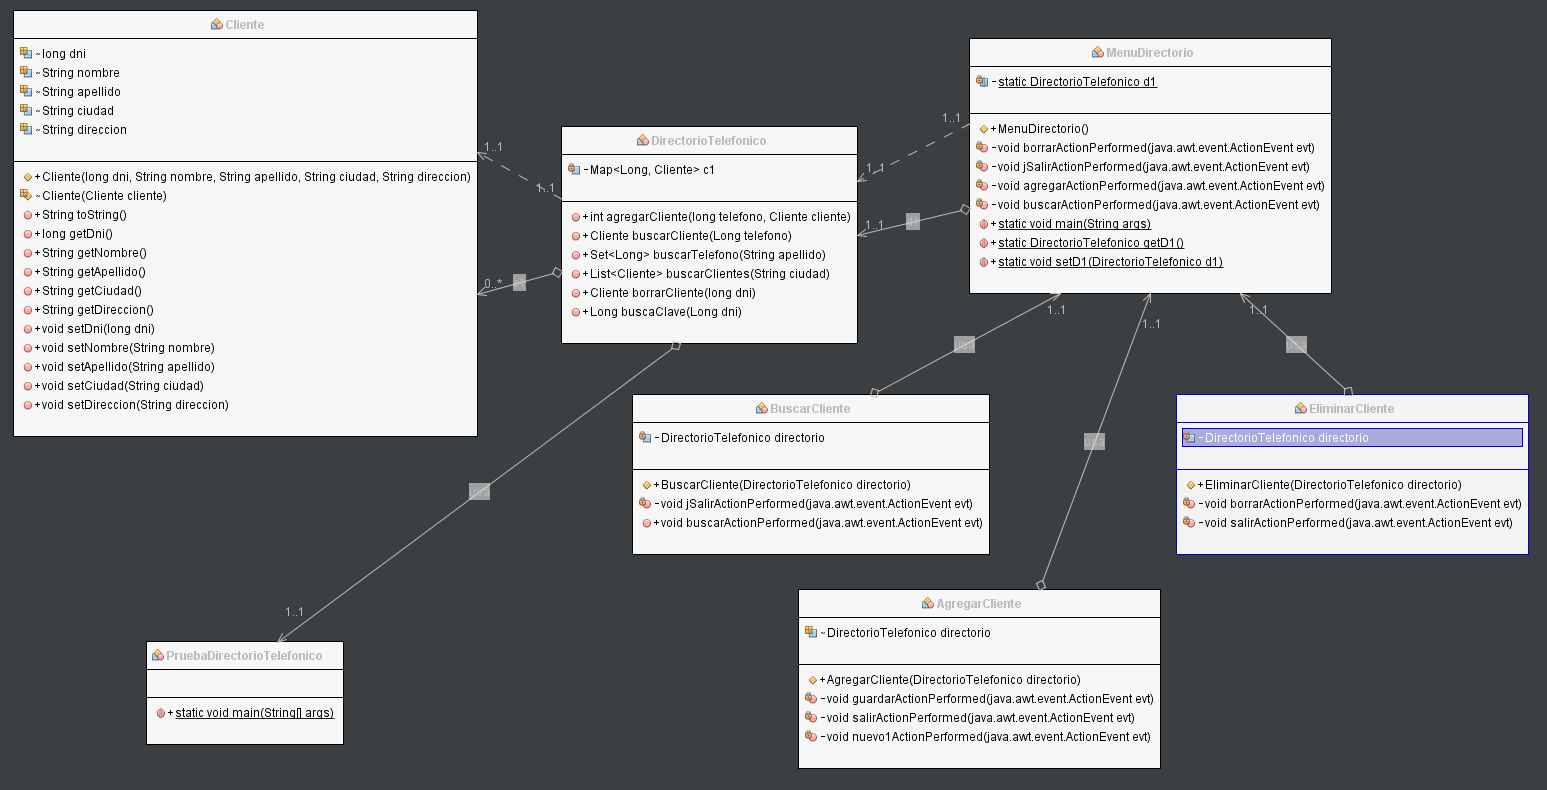 Cliente
~long dni
~String nombre
~String apellido
~String ciudad
~String direccion
+Cliente(long dni, String nombre, String apellido, String ciudad, String direccion)
~Cliente(Cliente cliente)
+String toString()
+long getDni()
+String getNombre()
+String getApellido()
+String getCiudad()
+String getDireccion()
+void setDni(long dni)
+void setNombre(String nombre)
+void setApellido(String apellido)
+void setCiudad(String ciudad)
+void setDireccion(String direccion)
1..1
1..1
0..*
DirectorioTelefonico
-Map<Long, Cliente> c1
+int agregarCliente(long telefono, Cliente cliente)
+Cliente buscarCliente(Long telefono)
+Set<Long> buscarTelefono(String apellido)
+List<Cliente> buscarClientes(String ciudad)
+Cliente borrarCliente(long dni)
+Long buscaClave(Long dni)
1..1
1..1
1..1
d1
MenuDirectorio
-static DirectorioTelefonico d1
+MenuDirectorio()
-void borrarActionPerformed(java.awt.event.ActionEvent evt)
-void jSalirActionPerformed(java.awt.event.ActionEvent evt)
-void agregarActionPerformed(java.awt.event.ActionEvent evt)
-void buscarActionPerformed(java.awt.event.ActionEvent evt)
+static void main(String args)
+static DirectorioTelefonico getD1()
+static void setD1(DirectorioTelefonico d1)
1..1
1..1
1..1
usa
usa
usa
usa
BuscarCliente
-DirectorioTelefonico directorio
+BuscarCliente(DirectorioTelefonico directorio)
-void jSalirActionPerformed(java.awt.event.ActionEvent evt)
+void buscarActionPerformed(java.awt.event.ActionEvent evt)
EliminarCliente
-DirectorioTelefonico directorio
+EliminarCliente(DirectorioTelefonico directorio)
-void borrarActionPerformed(java.awt.event.ActionEvent evt)
-void salirActionPerformed(java.awt.event.ActionEvent evt)
AgregarCliente
~DirectorioTelefonico directorio
+AgregarCliente(DirectorioTelefonico directorio)
-void guardarActionPerformed(java.awt.event.ActionEvent evt)
-void salirActionPerformed(java.awt.event.ActionEvent evt)
-void nuevo1ActionPerformed(java.awt.event.ActionEvent evt)
1..1
PruebaDirectorioTelefonico
+static void main(String[] args)